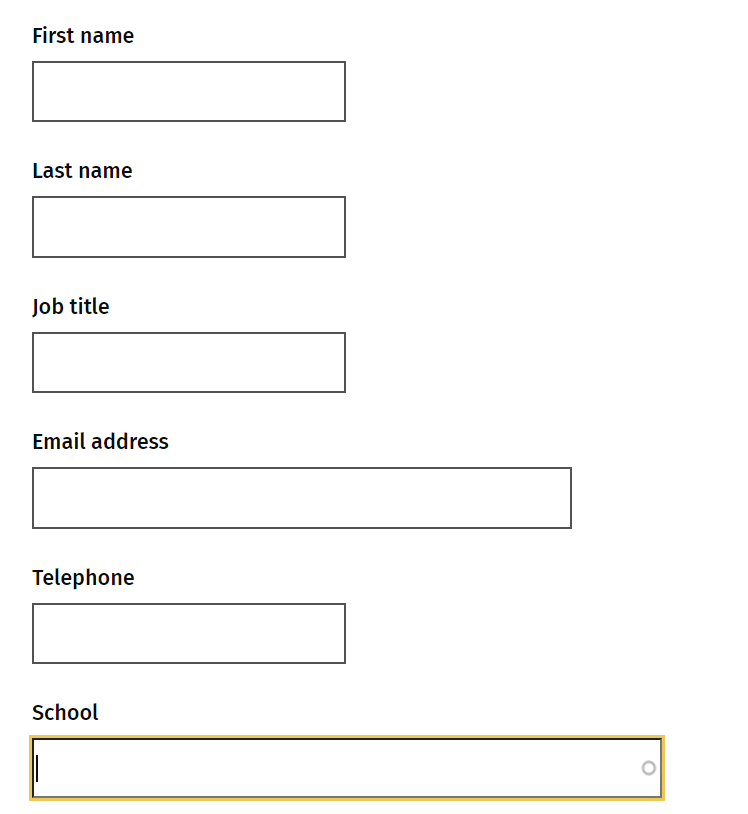 First name
Last name
Job title
Email address
Telephone
School